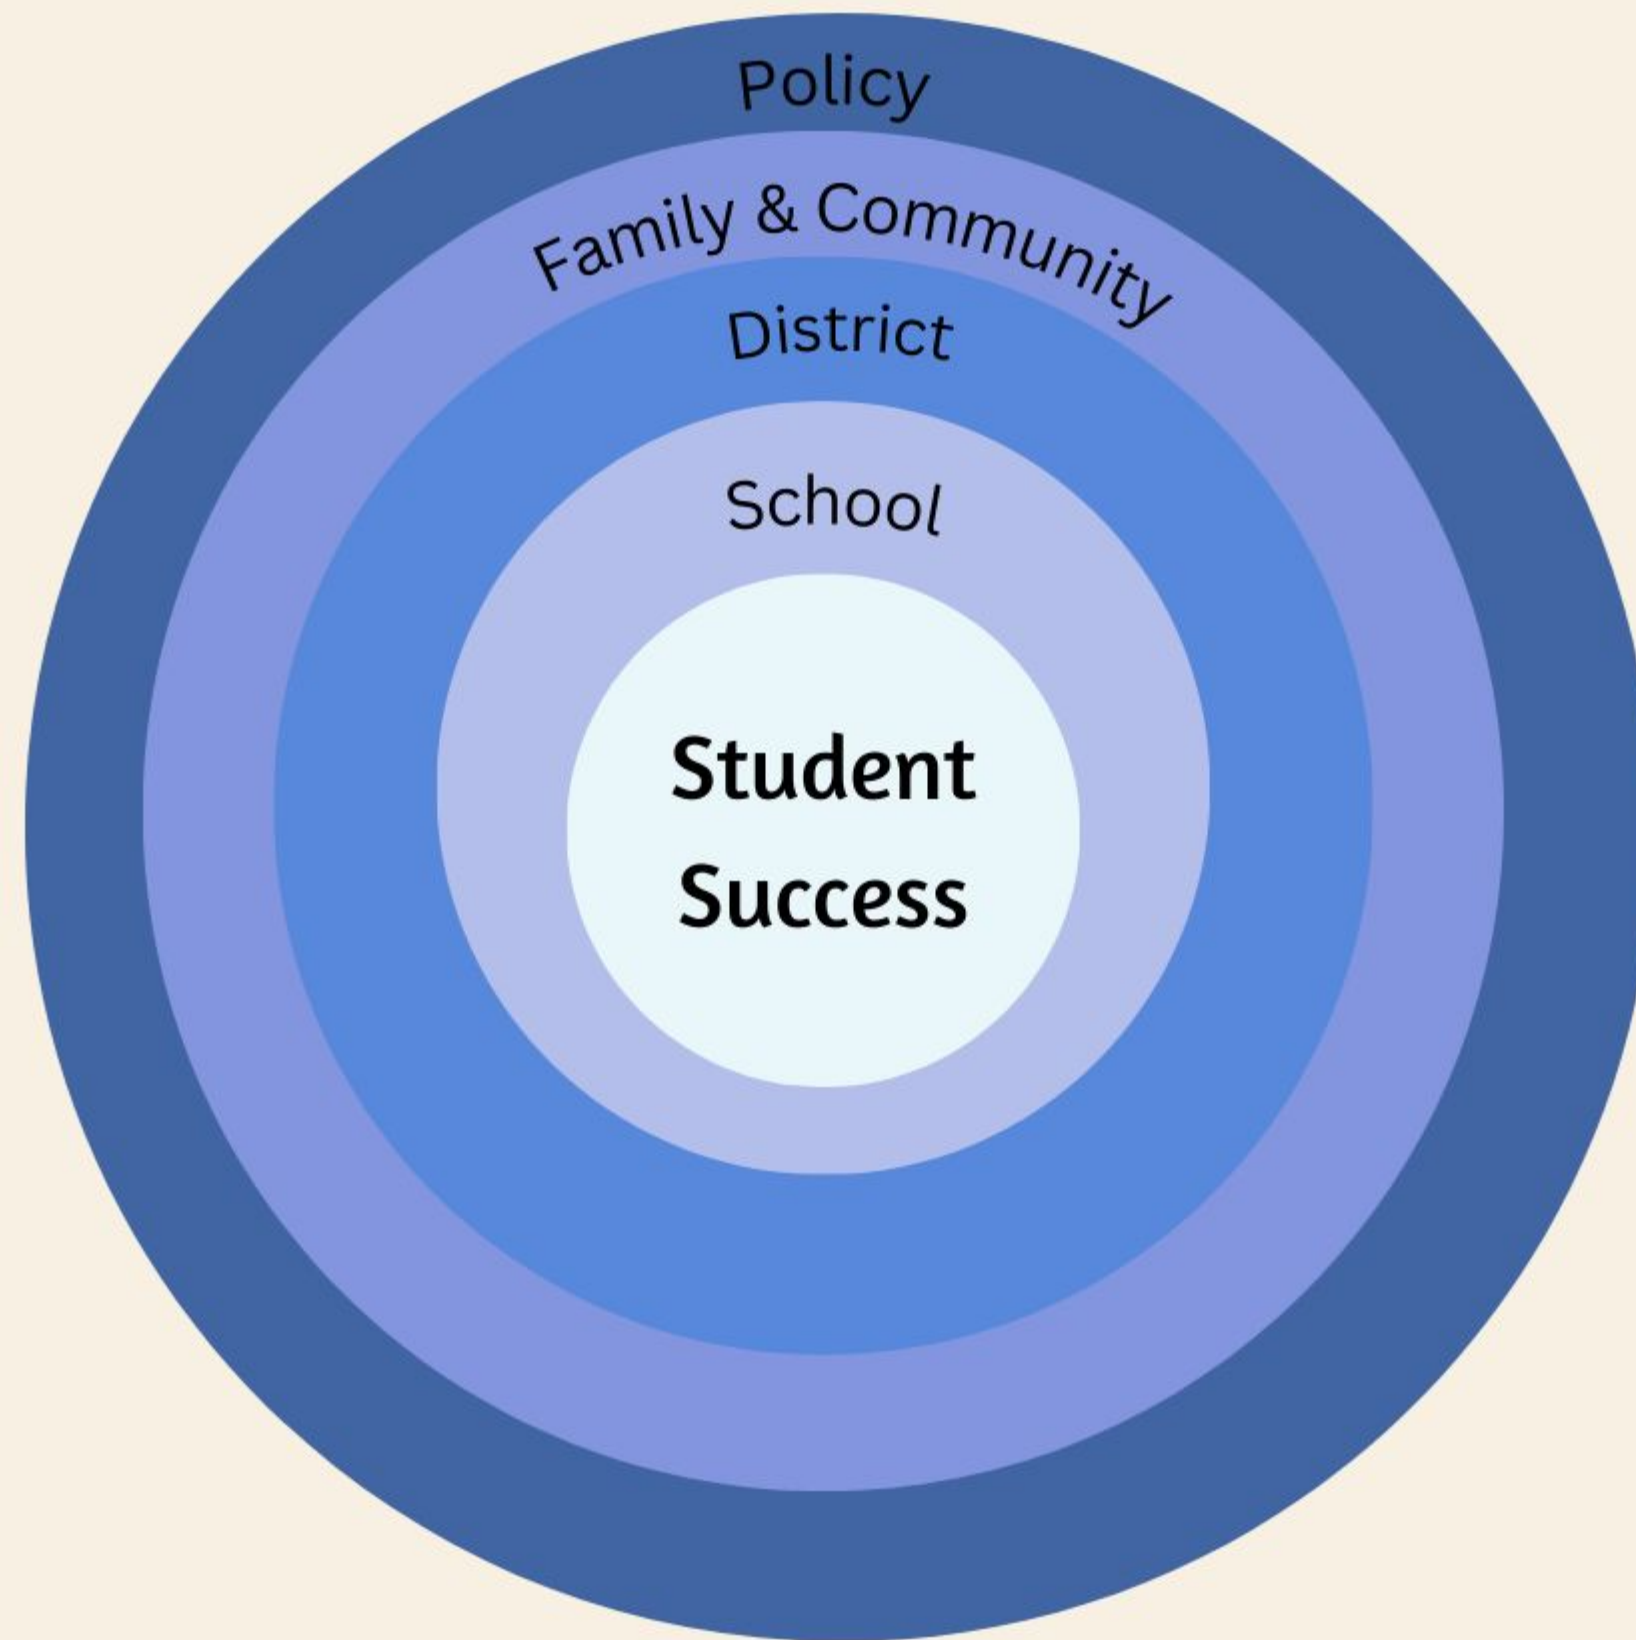 Policy
Family & Community
District
School
Student
Success